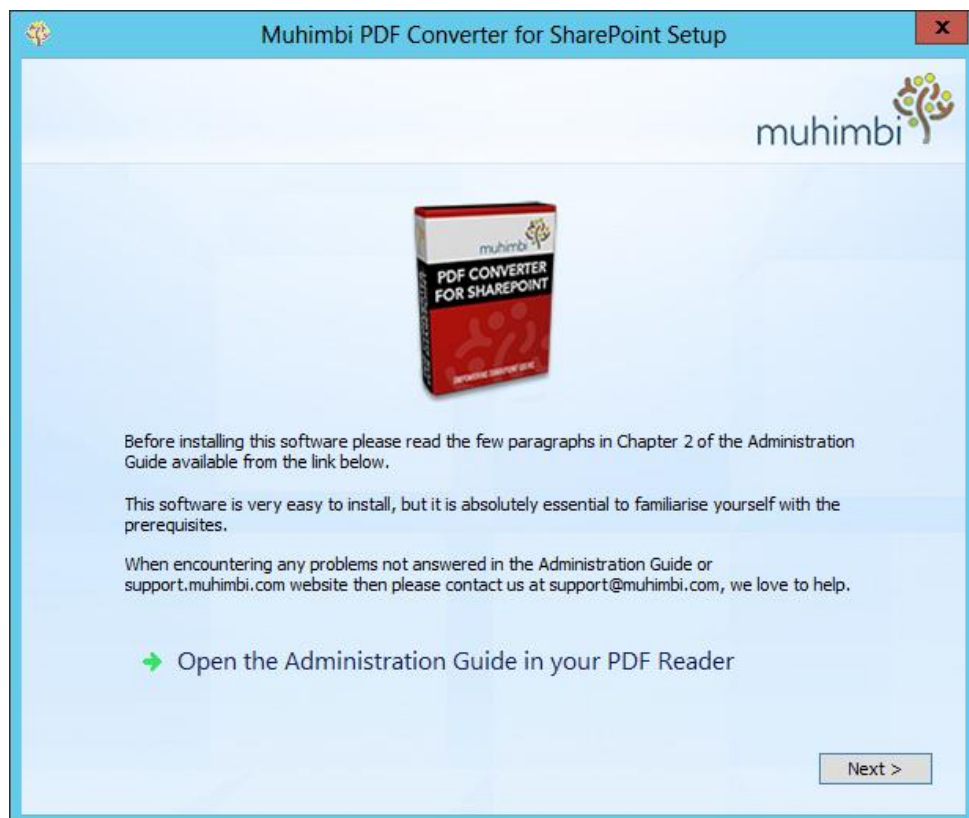 Muhimbi PDF Converter for SharePoint Setup
x
muhimbi
muhimbi
PDF CONVERTER
FOR SHAREPOINT
Before installing this software please read the few paragraphs in Chapter 2 of the Administration
Guide available from the link below.
This software is very easy to install, but it is absolutely essential to familiarise yourself with the
prerequisites.
When encountering any problems not answered in the Administration Guide or
support.muhimbi.com website then please contact us at support@muhimbi.com, we love to help.
Open the Administration Guide in your PDF Reader
Next >